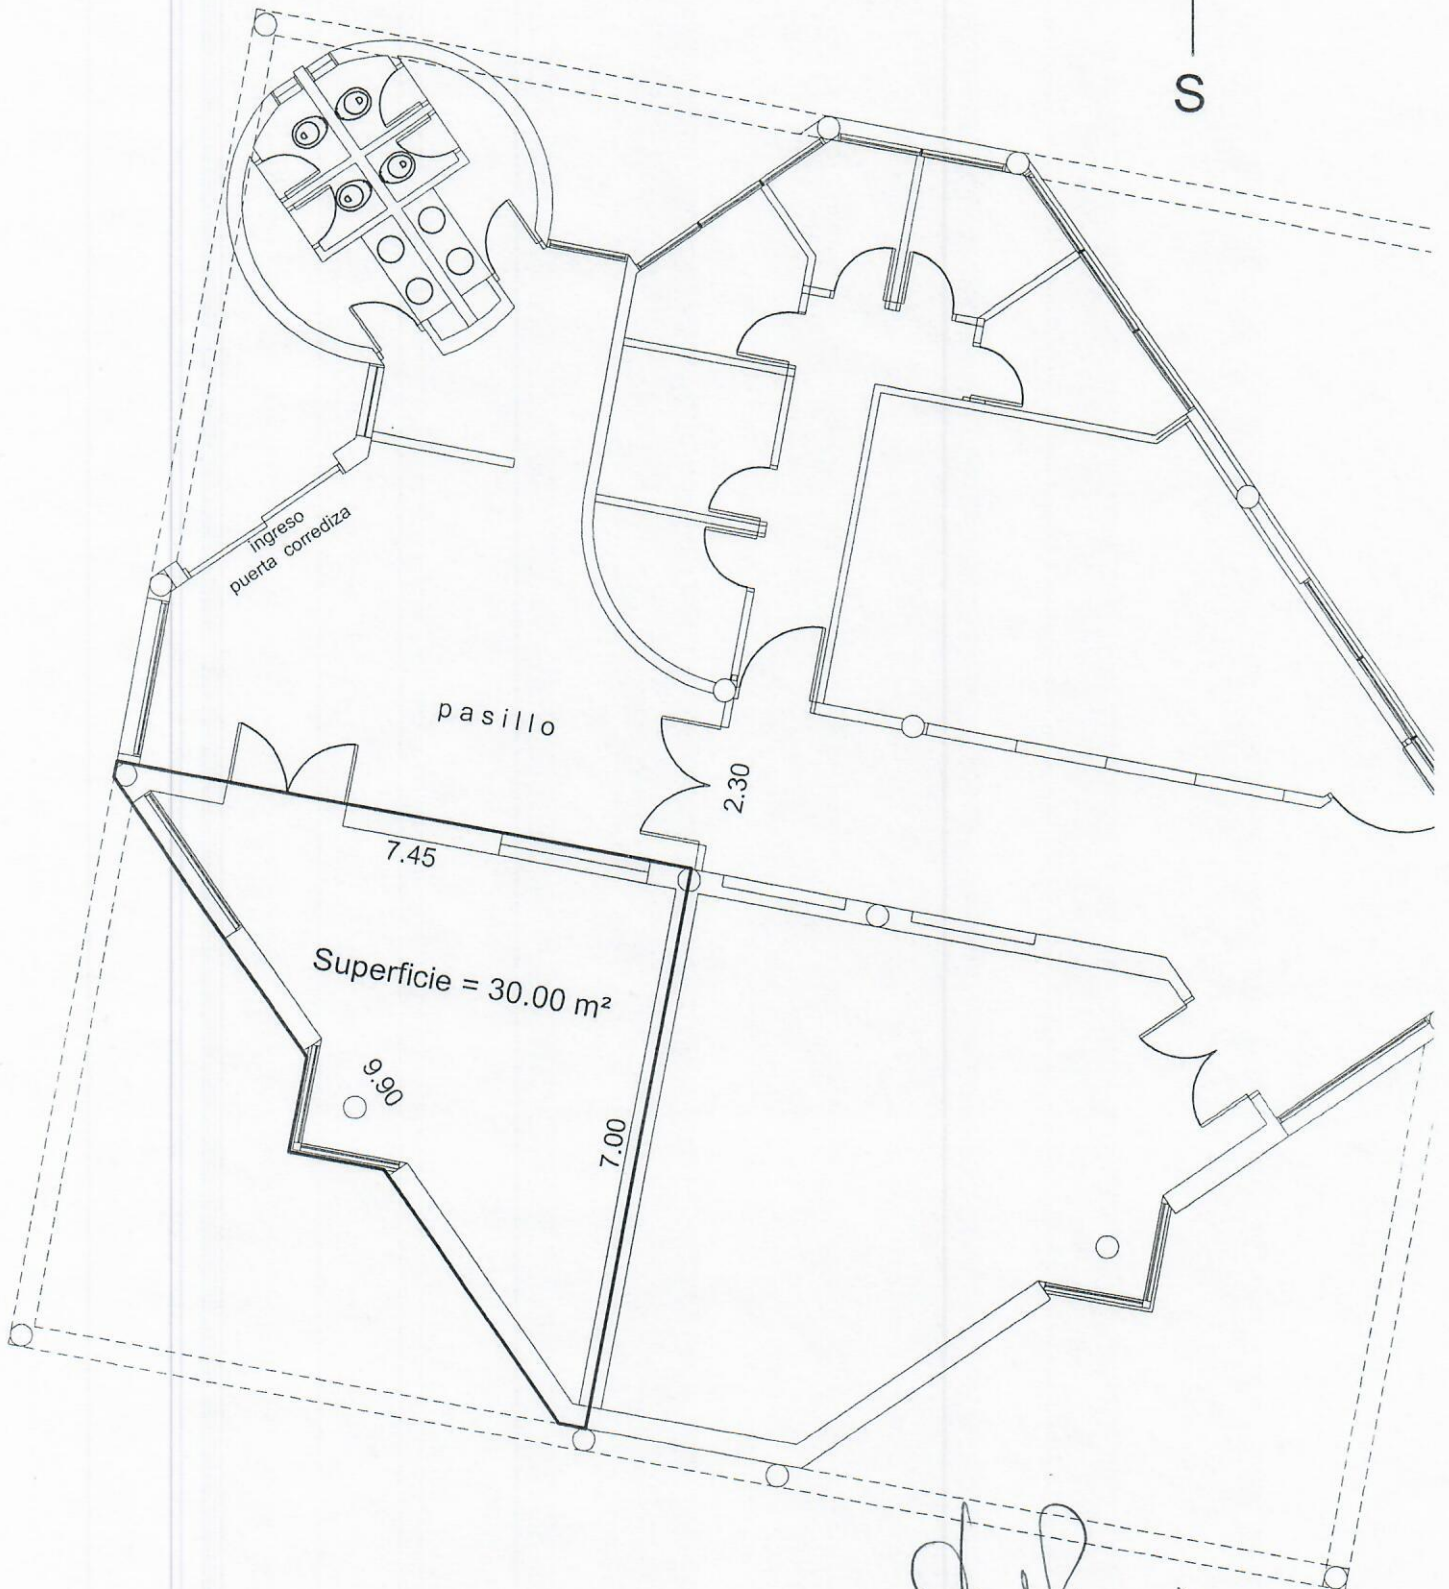 S
ingreso
puerta corrediza
pasillo
2.30
7.45
Superficie = 30.00 m²
9.90
7.00